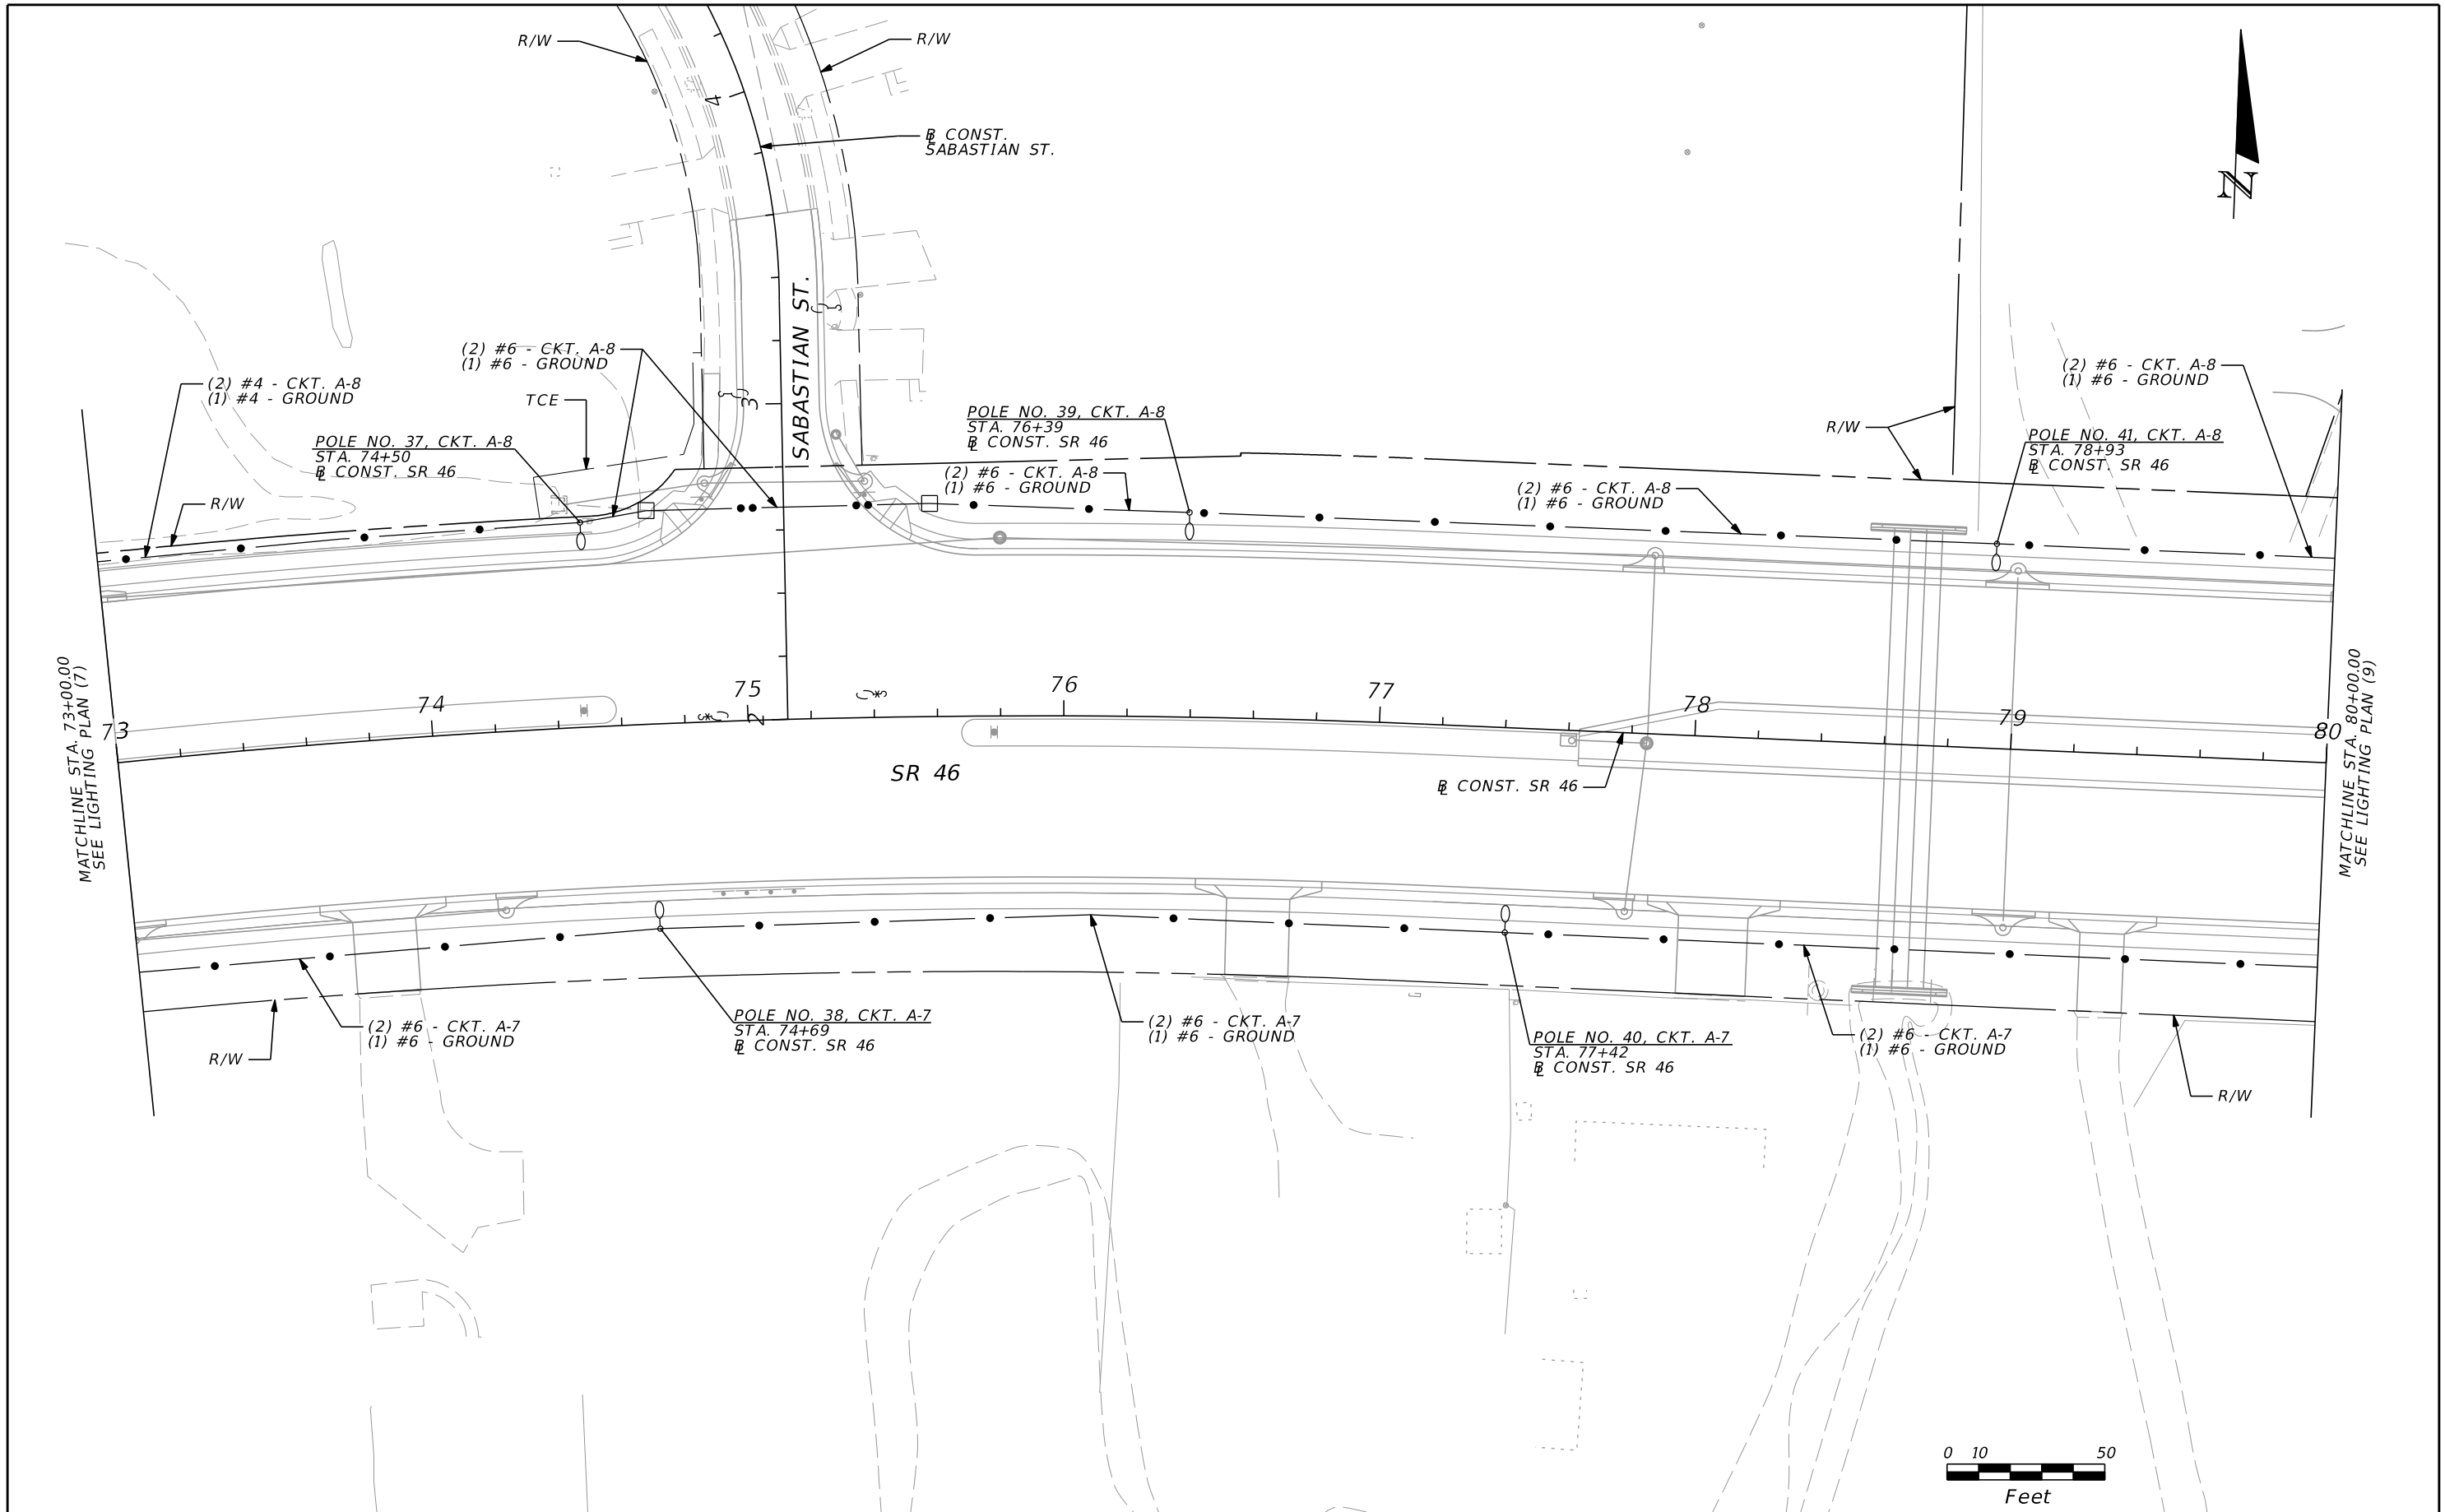 R/W
R/W
4
℄ CONST.
SABASTIAN ST.
N
SABASTIAN ST.
3
(2) #6 - CKT. A-8
(1) #6 - GROUND
(2) #4 - CKT. A-8
(1) #4 - GROUND
TCE
POLE NO. 37, CKT. A-8
STA. 74+50
℄ CONST. SR 46
R/W
POLE NO. 39, CKT. A-8
STA. 76+39
℄ CONST. SR 46
(2) #6 - CKT. A-8
(1) #6 - GROUND
(2) #6 - CKT. A-8
(1) #6 - GROUND
R/W
(2) #6 - CKT. A-8
(1) #6 - GROUND
POLE NO. 41, CKT. A-8
STA. 78+93
℄ CONST. SR 46
MATCHLINE STA. 73+00.00
SEE LIGHTING PLAN (7)
73
74
75
2
76
77
78
79
80
MATCHLINE STA. 80+00.00
SEE LIGHTING PLAN (9)
SR 46
℄ CONST. SR 46
(2) #6 - CKT. A-7
(1) #6 - GROUND
R/W
POLE NO. 38, CKT. A-7
STA. 74+69
℄ CONST. SR 46
(2) #6 - CKT. A-7
(1) #6 - GROUND
POLE NO. 40, CKT. A-7
STA. 77+42
℄ CONST. SR 46
(2) #6 - CKT. A-7
(1) #6 - GROUND
R/W
0 10 50
Feet